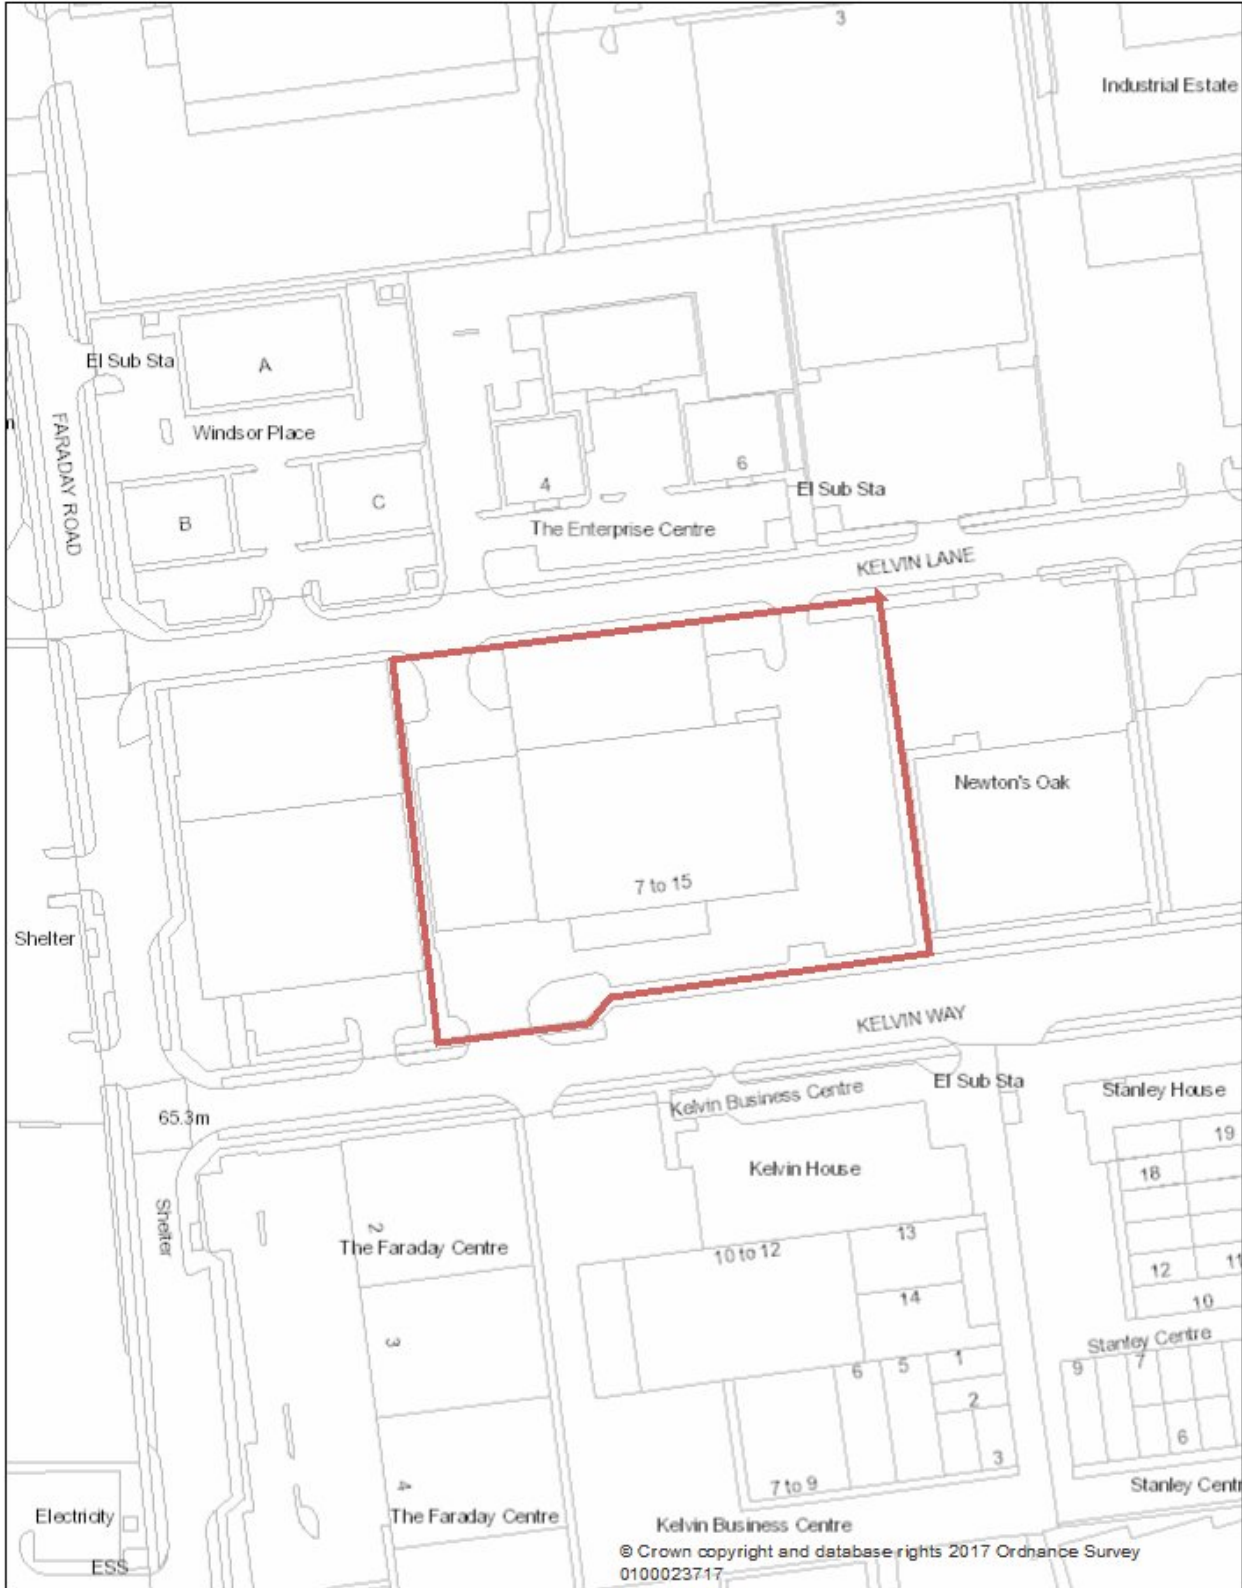 3
Industrial Estate
El Sub Sta
A
FARADAY ROAD
Windsor Place
6
4
C
B
El Sub Sta
The Enterprise Centre
KELVIN LANE
Newton's Oak
7 to 15
Shelter
KELVIN WAY
El Sub Sta
Kelvin Business Centre
Stanley House
65.3m
19
18
Kelvin House
Shelter
2
The Faraday Centre
13
10 to 12
12
11
14
10
3
Stanley Centre
1
6
5
9
7
2
6
3
4
7 to 9
Stanley Cent
Electricity
The Faraday Centre
Kelvin Business Centre
ESS
© Crown copyright and database rights 2017 Ordnance Survey
0100023717